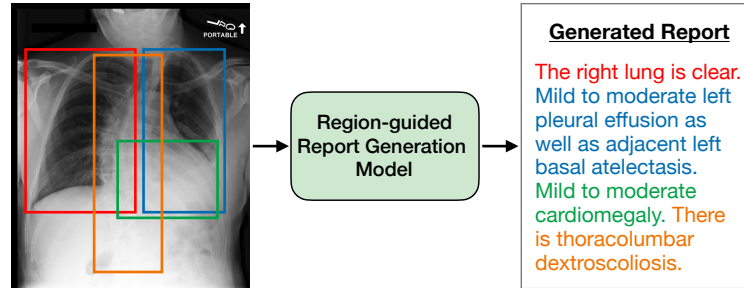 PORTABLE
Region-guided
Report Generation
Model
Generated Report
The right lung is clear.
Mild to moderate left
pleural effusion as
well as adjacent left
basal atelectasis.
Mild to moderate
cardiomegaly. There
is thoracolumbar
dextroscoliosis.